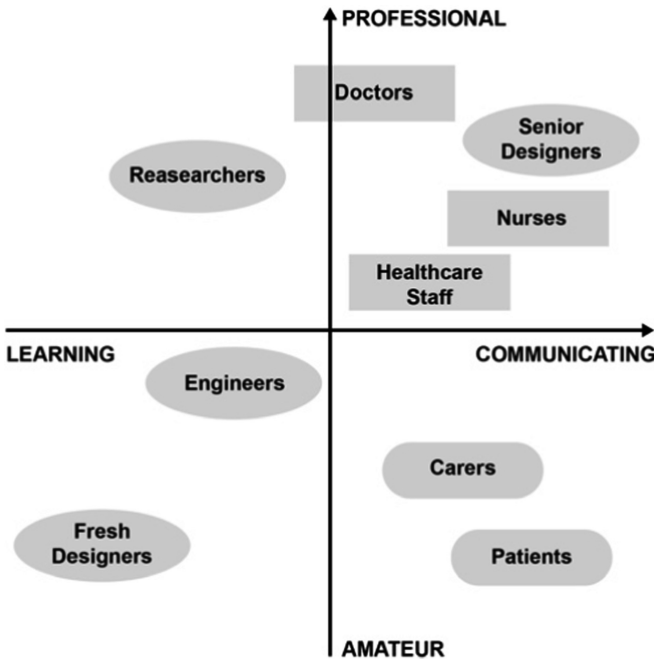 PROFESSIONAL
Doctors
Senior
Designers
Reasearchers
Nurses
Healthcare
Staff
LEARNING
COMMUNICATING
Engineers
Carers
Fresh
Designers
Patients
AMATEUR